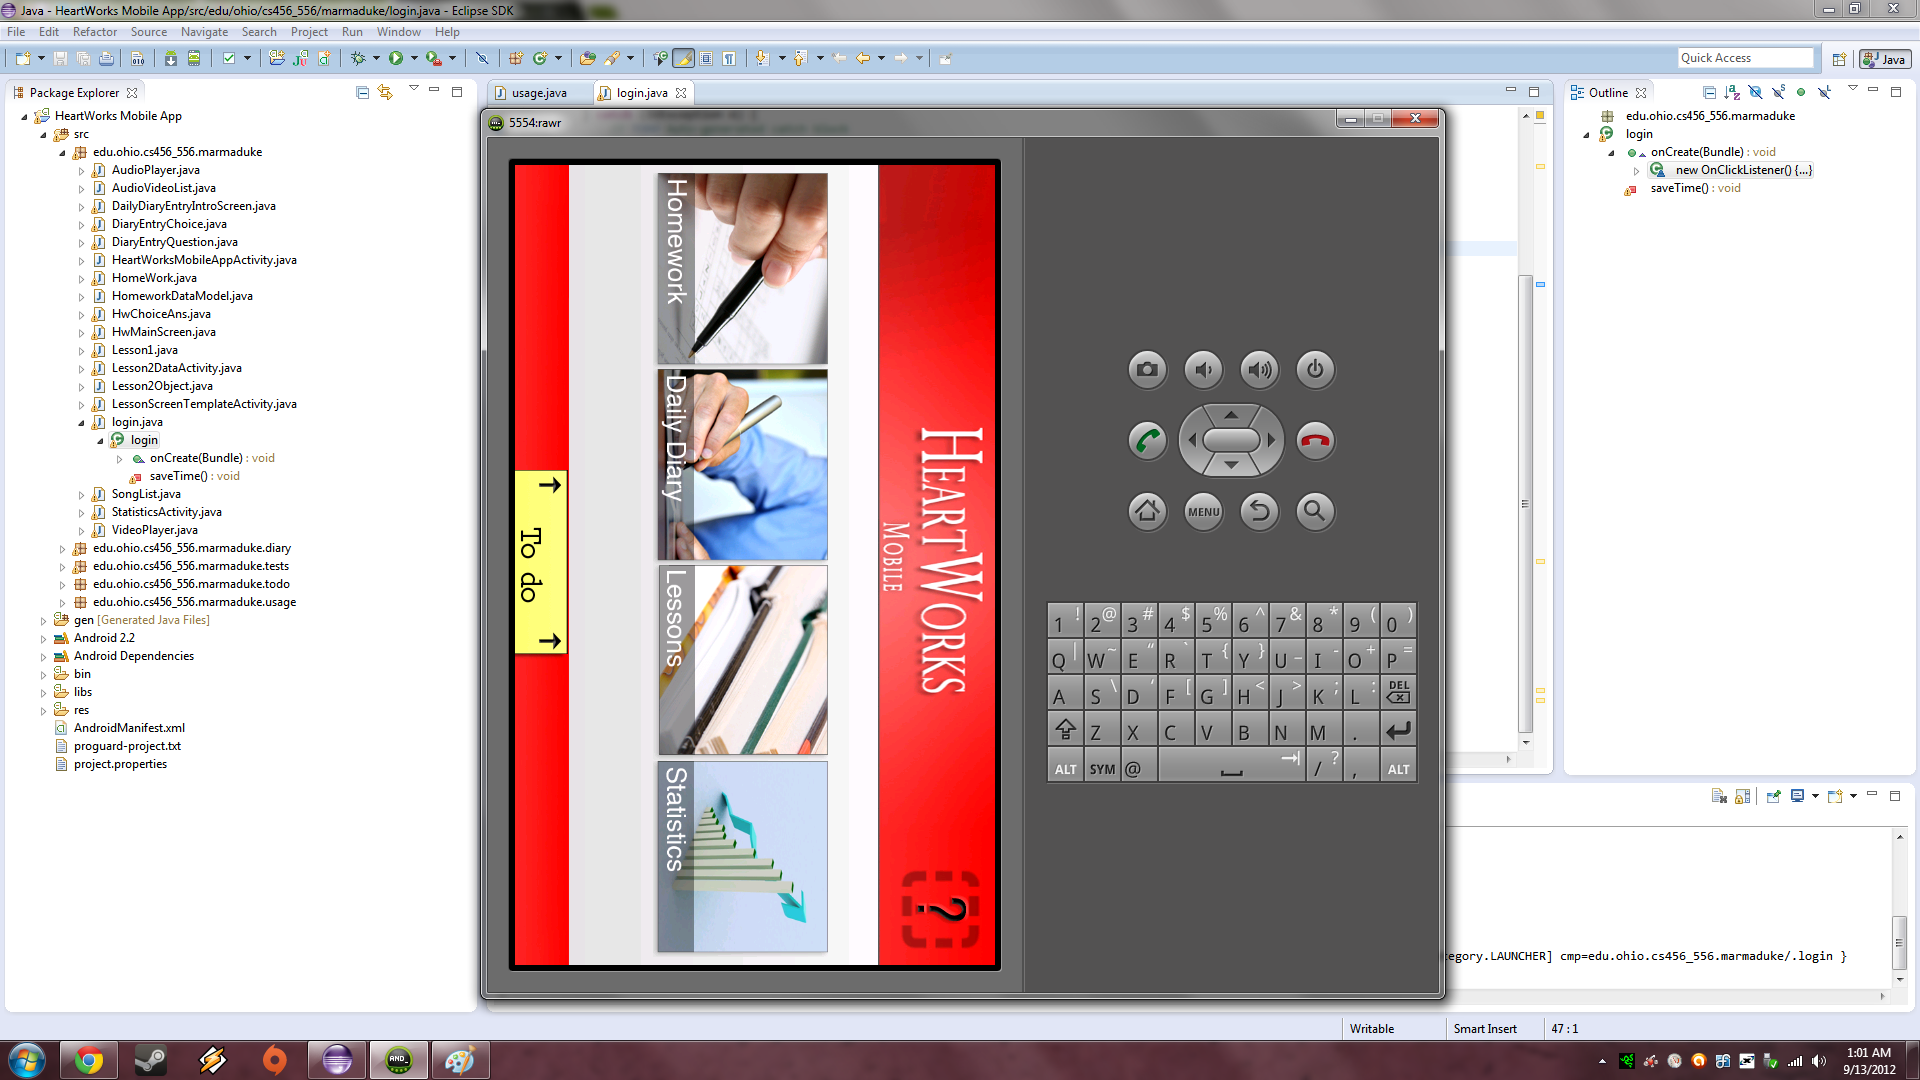 Java - HeartWorks Mobile App/src/edu/ohio/cs456_556/marmaduke/login.java - Eclipse SDK
File Edit Refactor Source Navigate Search Project Run Window Help
Quick Access
Java
Package Explorer
HeartWorks Mobile App
src
edu.ohio.cs456_556.marmaduke
AudioPlayer.java
AudioVideoList.java
DailyDiaryEntryIntroScreen.java
DiaryEntryChoice.java
DiaryEntryQuestion.java
HeartWorksMobileAppActivity.java
HomeWork.java
HomeworkDataModel.java
HwChoiceAns.java
HwMainScreen.java
Lesson1.java
Lesson2DataActivity.java
Lesson2Object.java
LessonScreenTemplateActivity.java
login.java
login
onCreate(Bundle) : void
saveTime() : void
SongList.java
StatisticsActivity.java
VideoPlayer.java
edu.ohio.cs456_556.marmaduke.diary
edu.ohio.cs456_556.marmaduke.tests
edu.ohio.cs456_556.marmaduke.todo
edu.ohio.cs456_556.marmaduke.usage
gen [Generated Java Files]
Android 2.2
Android Dependencies
bin
libs
res
AndroidManifest.xml
proguard-project.txt
project.properties
usage.java
login.java
5554:rawr
HEARTWORKS
MOBILE
?
Homework
Daily Diary
Lessons
Statistics
To do
MENU
1 ! 2 @ 3 # 4 $ 5 % 6 ^ 7 & 8 * 9 ( 0 )
Q | W ~ E “ R ` T { Y } U _ I - O + P =
A S \ D ‘ F [ G ] H < J > K ; L : DEL
Z X C V B N M .
ALT SYM @ / ? , ALT
Outline
edu.ohio.cs456_556.marmaduke
login
onCreate(Bundle) : void
new OnClickListener() {...}
saveTime() : void
tegory.LAUNCHER] cmp=edu.ohio.cs456_556.marmaduke/.login }
Writable
Smart Insert
47 : 1
AND_
1:01 AM
9/13/2012